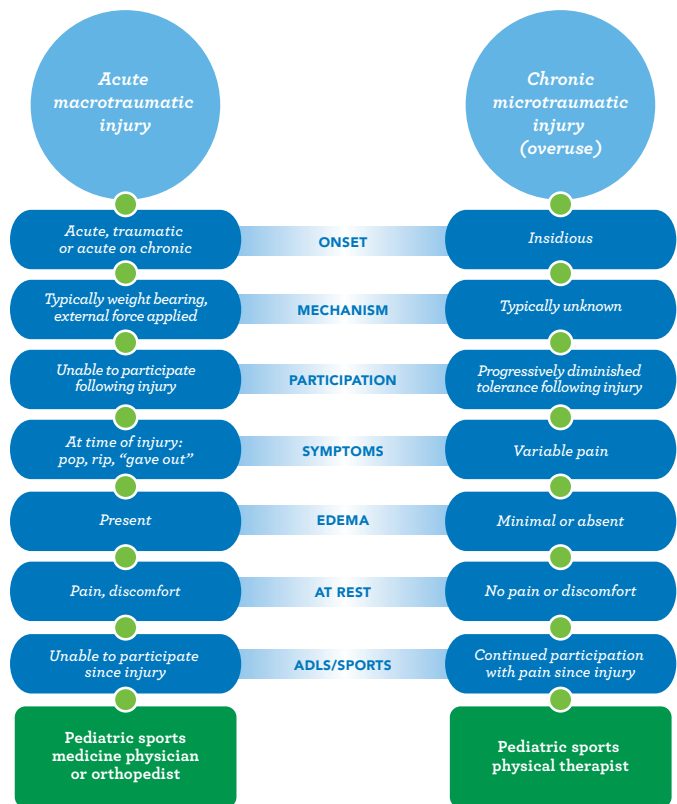 Acute
macrotraumatic
injury
Chronic
microtraumatic
injury
(overuse)
Acute, traumatic
or acute on chronic
ONSET
Insidious
Typically weight bearing,
external force applied
MECHANISM
Typically unknown
Unable to participate
following injury
PARTICIPATION
Progressively diminished
tolerance following injury
At time of injury:
pop, rip, “gave out”
SYMPTOMS
Variable pain
Present
EDEMA
Minimal or absent
Pain, discomfort
AT REST
No pain or discomfort
Unable to participate
since injury
ADLS/SPORTS
Continued participation
with pain since injury
Pediatric sports
medicine physician
or orthopedist
Pediatric sports
physical therapist